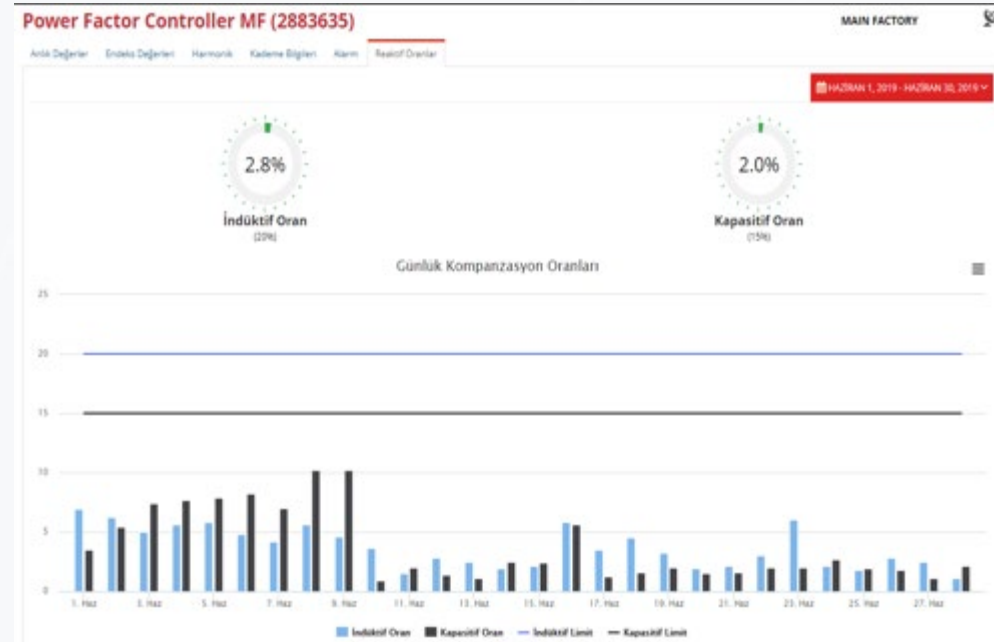 Power Factor Controller MF (2883635)
MAIN FACTORY
Anlık Değerler Endeks Değerleri Harmonik Kademe Bilgileri Alarm Reaktif Oranlar
HAZİRAN 1, 2019 - HAZİRAN 30, 2019
2.8%
2.0%
İndüktif Oran
Kapasitif Oran
(20%)
(15%)
Günlük Kompanzasyon Oranları
25
20
15
10
5
0
1. Haz 3. Haz 5. Haz 7. Haz 9. Haz 11. Haz 13. Haz 15. Haz 17. Haz 19. Haz 21. Haz 23. Haz 25. Haz 27. Haz
İndüktif Oran Kapasitif Oran İndüktif Limit Kapasitif Limit